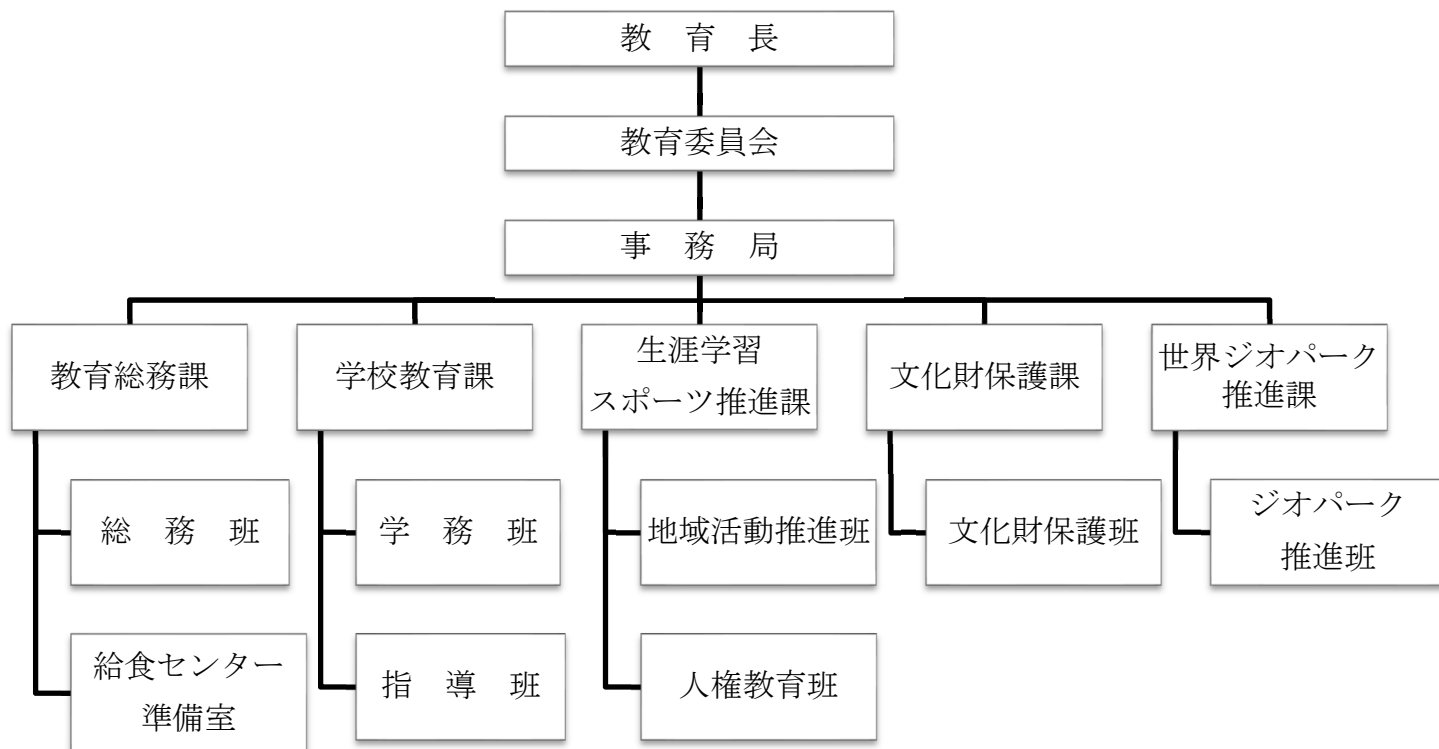 教　育　長
教育委員会
事　務　局
教育総務課
学校教育課
生涯学習
スポーツ推進課
文化財保護課
世界ジオパーク
推進課
総　務　班
学　務　班
地域活動推進班
文化財保護班
ジオパーク
推進班
給食センター
準備室
指　導　班
人権教育班